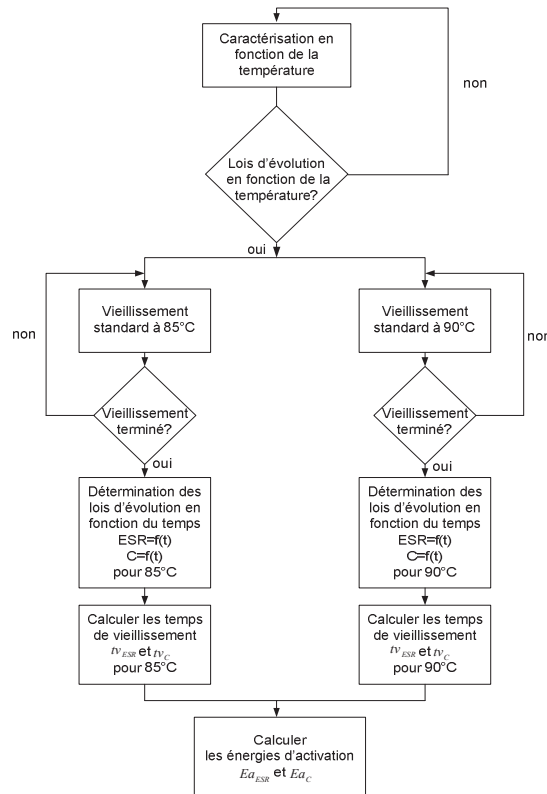 Caractérisation en
fonction de la
température
non
Lois d'évolution
en fonction de la
température?
oui
Vieillissement
standard à 85°C
non
Vieillissement
terminé?
oui
Détermination des
lois d'évolution en
fonction du temps
ESR=f(t)
C=f(t)
pour 85°C
Calculer les temps
de vieillissement
tv_ESR et tv_C
pour 85°C
Vieillissement
standard à 90°C
non
Vieillissement
terminé?
oui
Détermination des
lois d'évolution en
fonction du temps
ESR=f(t)
C=f(t)
pour 90°C
Calculer les temps
de vieillissement
tv_ESR et tv_C
pour 90°C
Calculer
les énergies d'activation
Ea_ESR et Ea_C